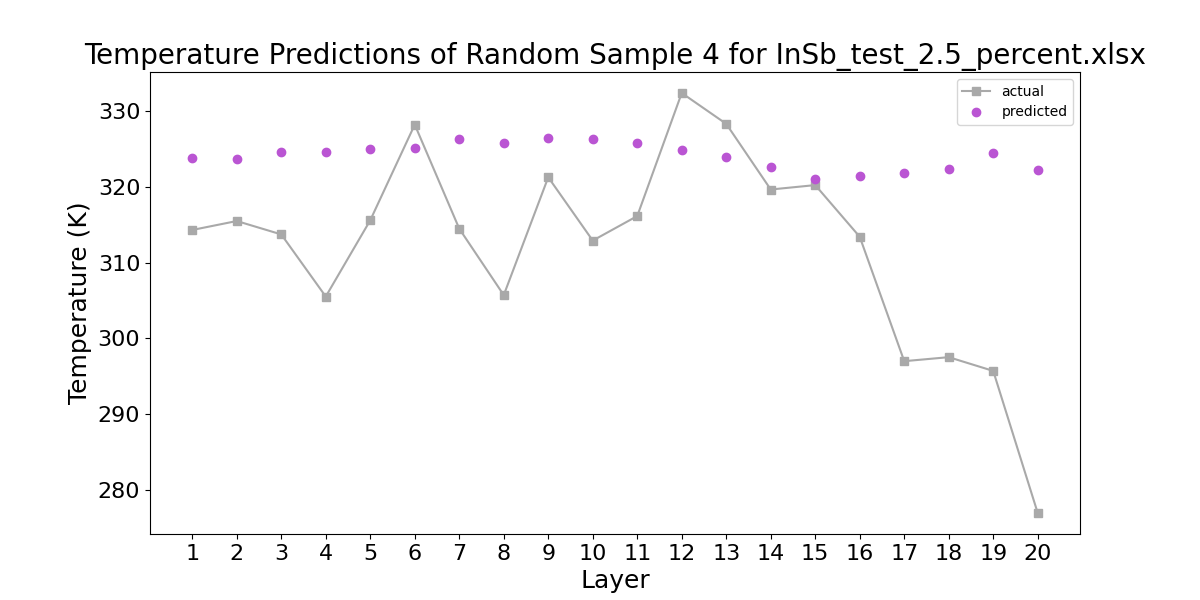 Temperature Predictions of Random Sample 4 for InSb_test_2.5_percent.xlsx
actual
predicted
Temperature (K)
330
320
310
300
290
280
1 2 3 4 5 6 7 8 9 10 11 12 13 14 15 16 17 18 19 20
Layer